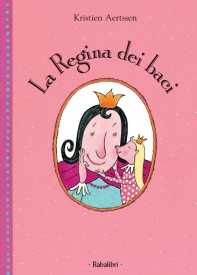 Kristien Aertssen
La Regina dei baci
· Babalibri ·